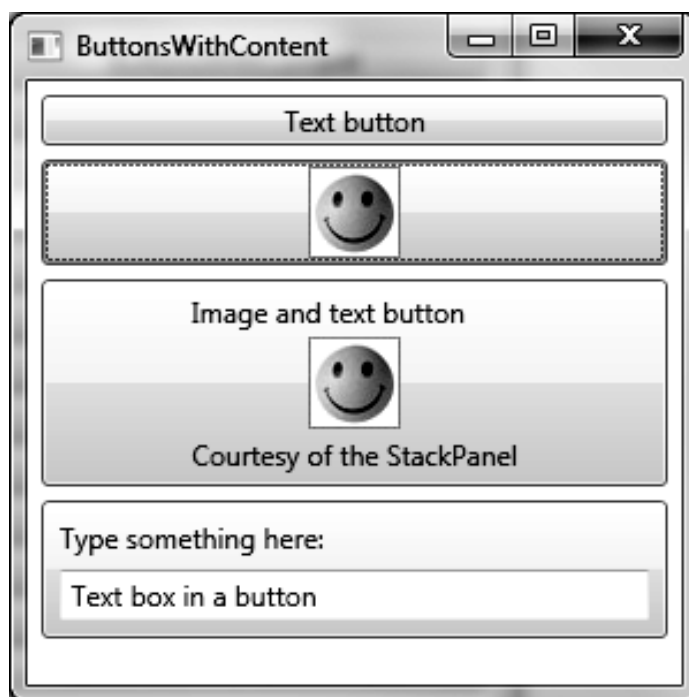 ButtonsWithContent
Text button
Image and text button
Courtesy of the StackPanel
Type something here:
Text box in a button